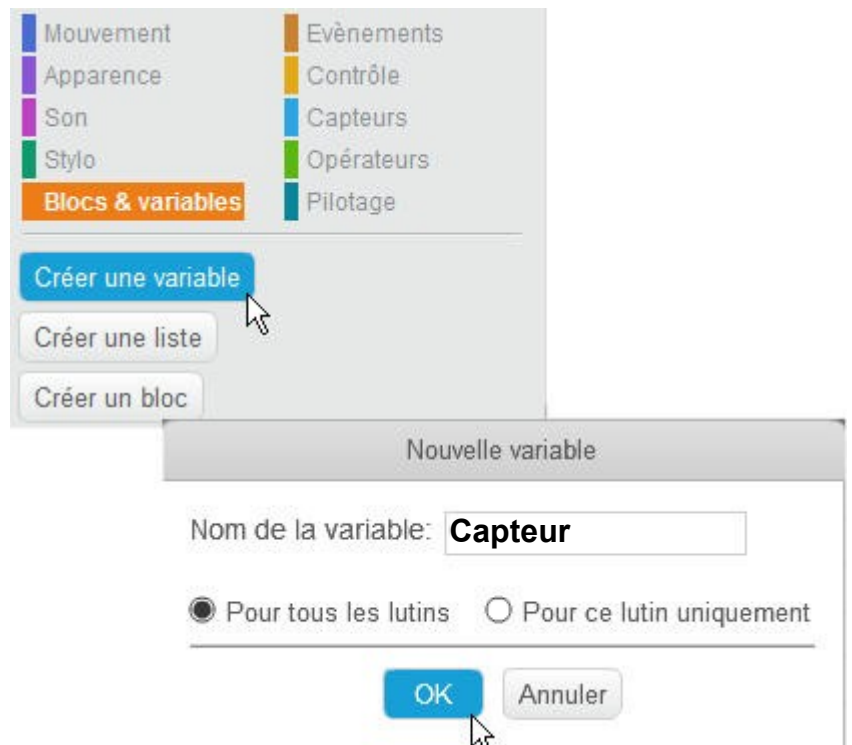 Mouvement Evènements
Apparence Contrôle
Son Capteurs
Stylo Opérateurs
Blocs & variables Pilotage
Créer une variable
Créer une liste
Créer un bloc
Nouvelle variable
Nom de la variable: Capteur
Pour tous les lutins Pour ce lutin uniquement
OK Annuler